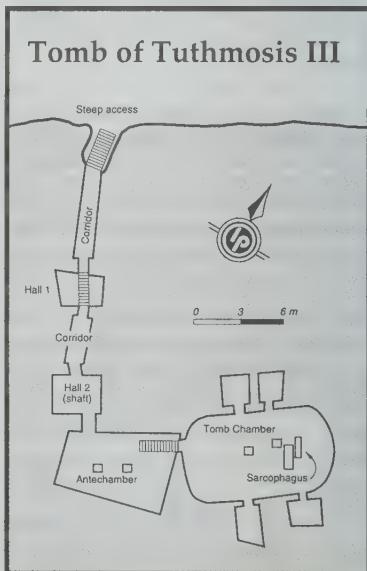 Tomb of Tuthmosis III
Steep access
Corridor
Hall 1
0 3 6 m
Corridor
Hall 2
(shaft)
Tomb Chamber
Antechamber
Sarcophagus